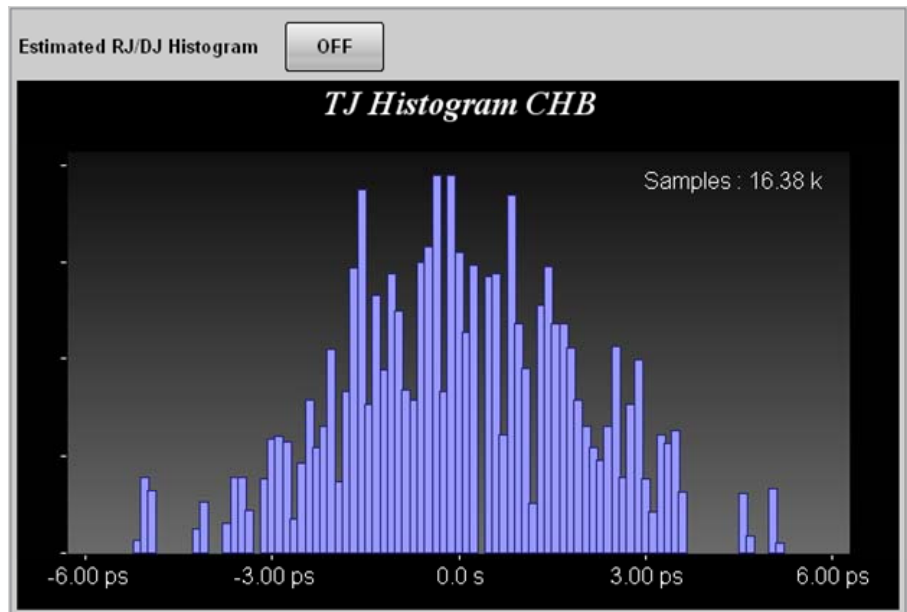 Estimated RJ/DJ Histogram OFF
TJ Histogram CHB
Samples : 16.38 k
-6.00 ps -3.00 ps 0.0 s 3.00 ps 6.00 ps